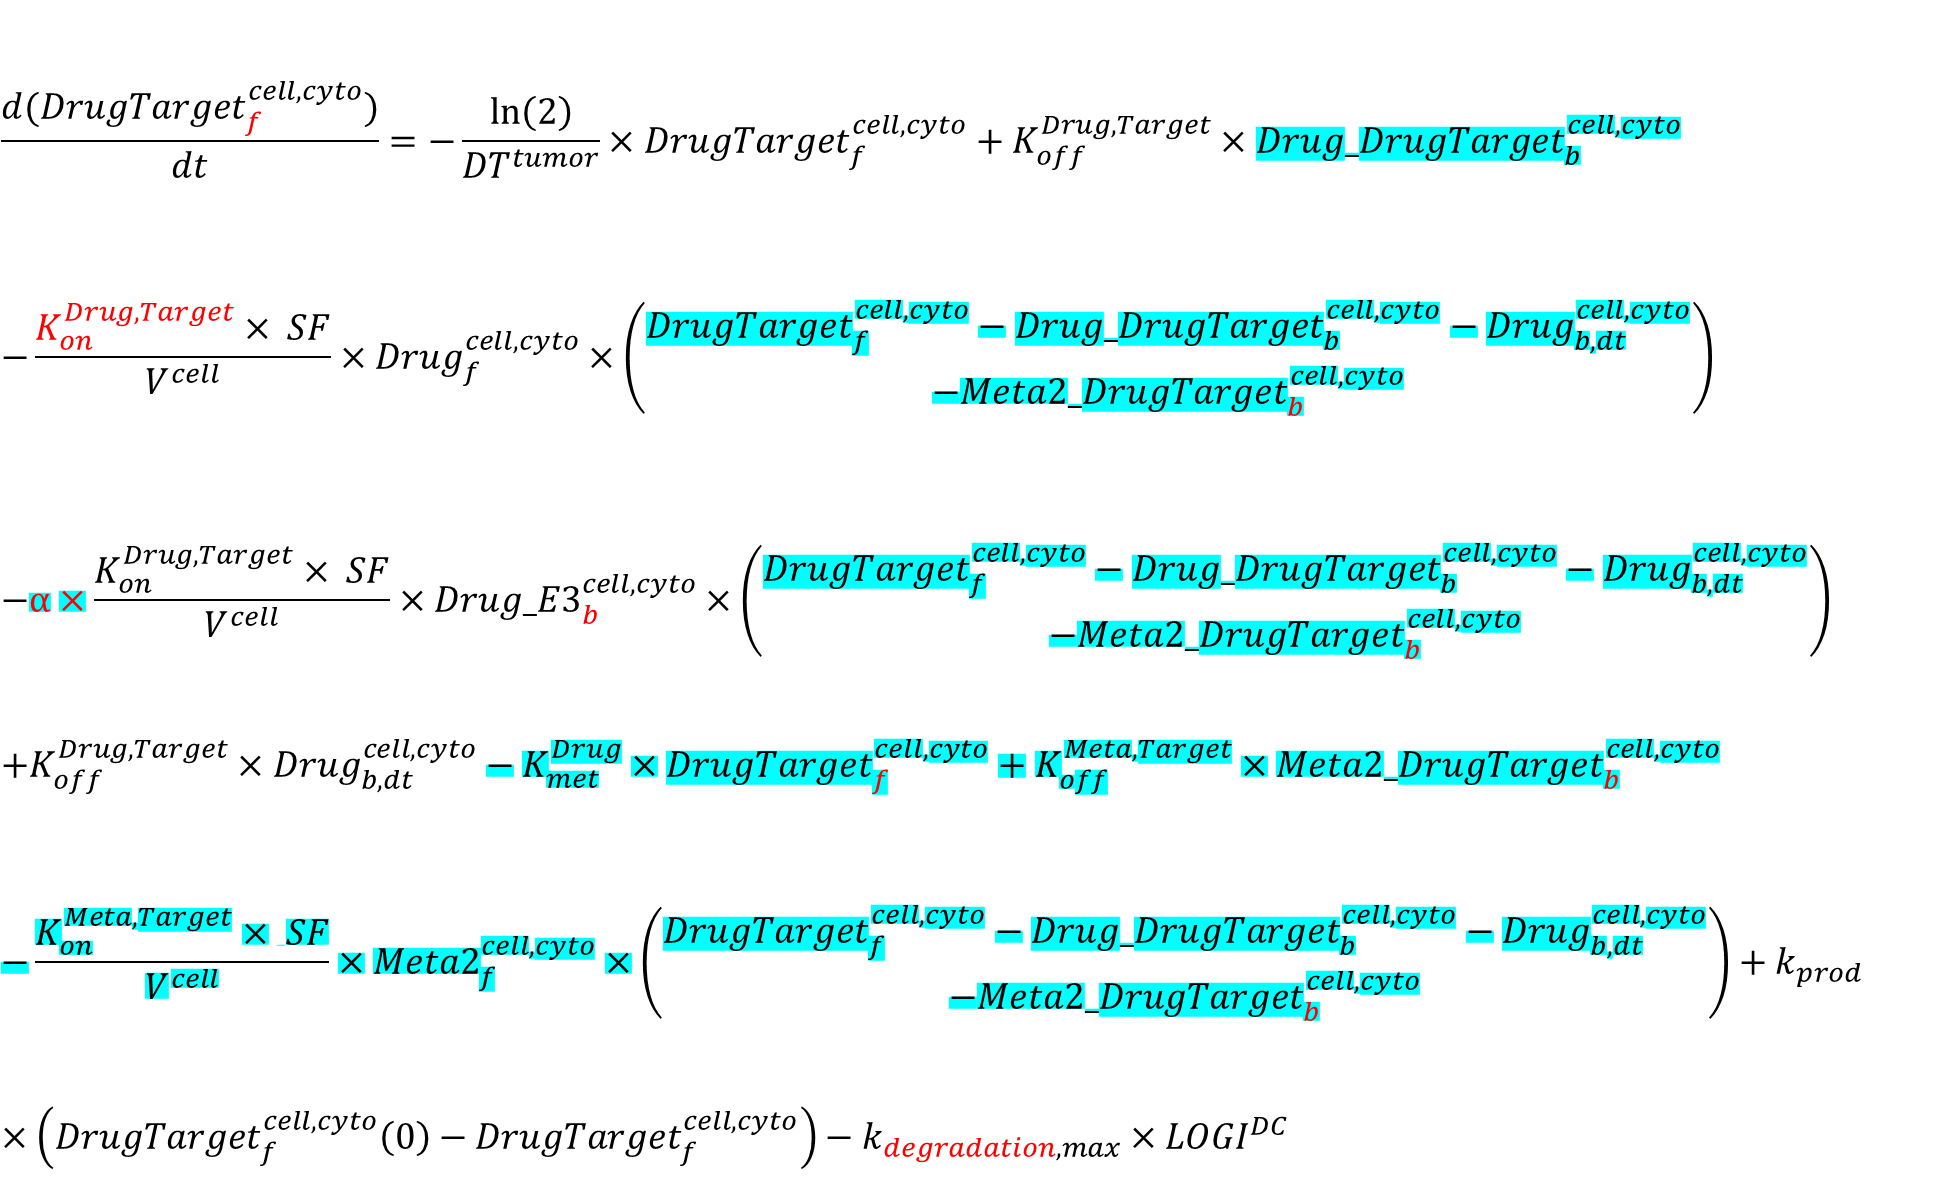 d(DrugTarget_f^{cell,cyto})/dt = − ln(2)/DT^{tumor} × DrugTarget_f^{cell,cyto} + K_{off}^{Drug,Target} × Drug_DrugTarget_b^{cell,cyto}
− (K_{on}^{Drug,Target} × SF)/V^{cell} × Drug_f^{cell,cyto} × (DrugTarget_f^{cell,cyto} − Drug_DrugTarget_b^{cell,cyto} − Drug_{b,dt}^{cell,cyto}
−Meta2_DrugTarget_b^{cell,cyto})
−α × (K_{on}^{Drug,Target} × SF)/V^{cell} × Drug_E3_b^{cell,cyto} × (DrugTarget_f^{cell,cyto} − Drug_DrugTarget_b^{cell,cyto} − Drug_{b,dt}^{cell,cyto}
−Meta2_DrugTarget_b^{cell,cyto})
+K_{off}^{Drug,Target} × Drug_{b,dt}^{cell,cyto} − K_{met}^{Drug} × DrugTarget_f^{cell,cyto} + K_{off}^{Meta,Target} × Meta2_DrugTarget_b^{cell,cyto}
− (K_{on}^{Meta,Target} × SF)/V^{cell} × Meta2_f^{cell,cyto} × (DrugTarget_f^{cell,cyto} − Drug_DrugTarget_b^{cell,cyto} − Drug_{b,dt}^{cell,cyto}
−Meta2_DrugTarget_b^{cell,cyto}) + k_{prod}
× (DrugTarget_f^{cell,cyto}(0) − DrugTarget_f^{cell,cyto}) − k_{degradation,max} × LOGI^{DC}